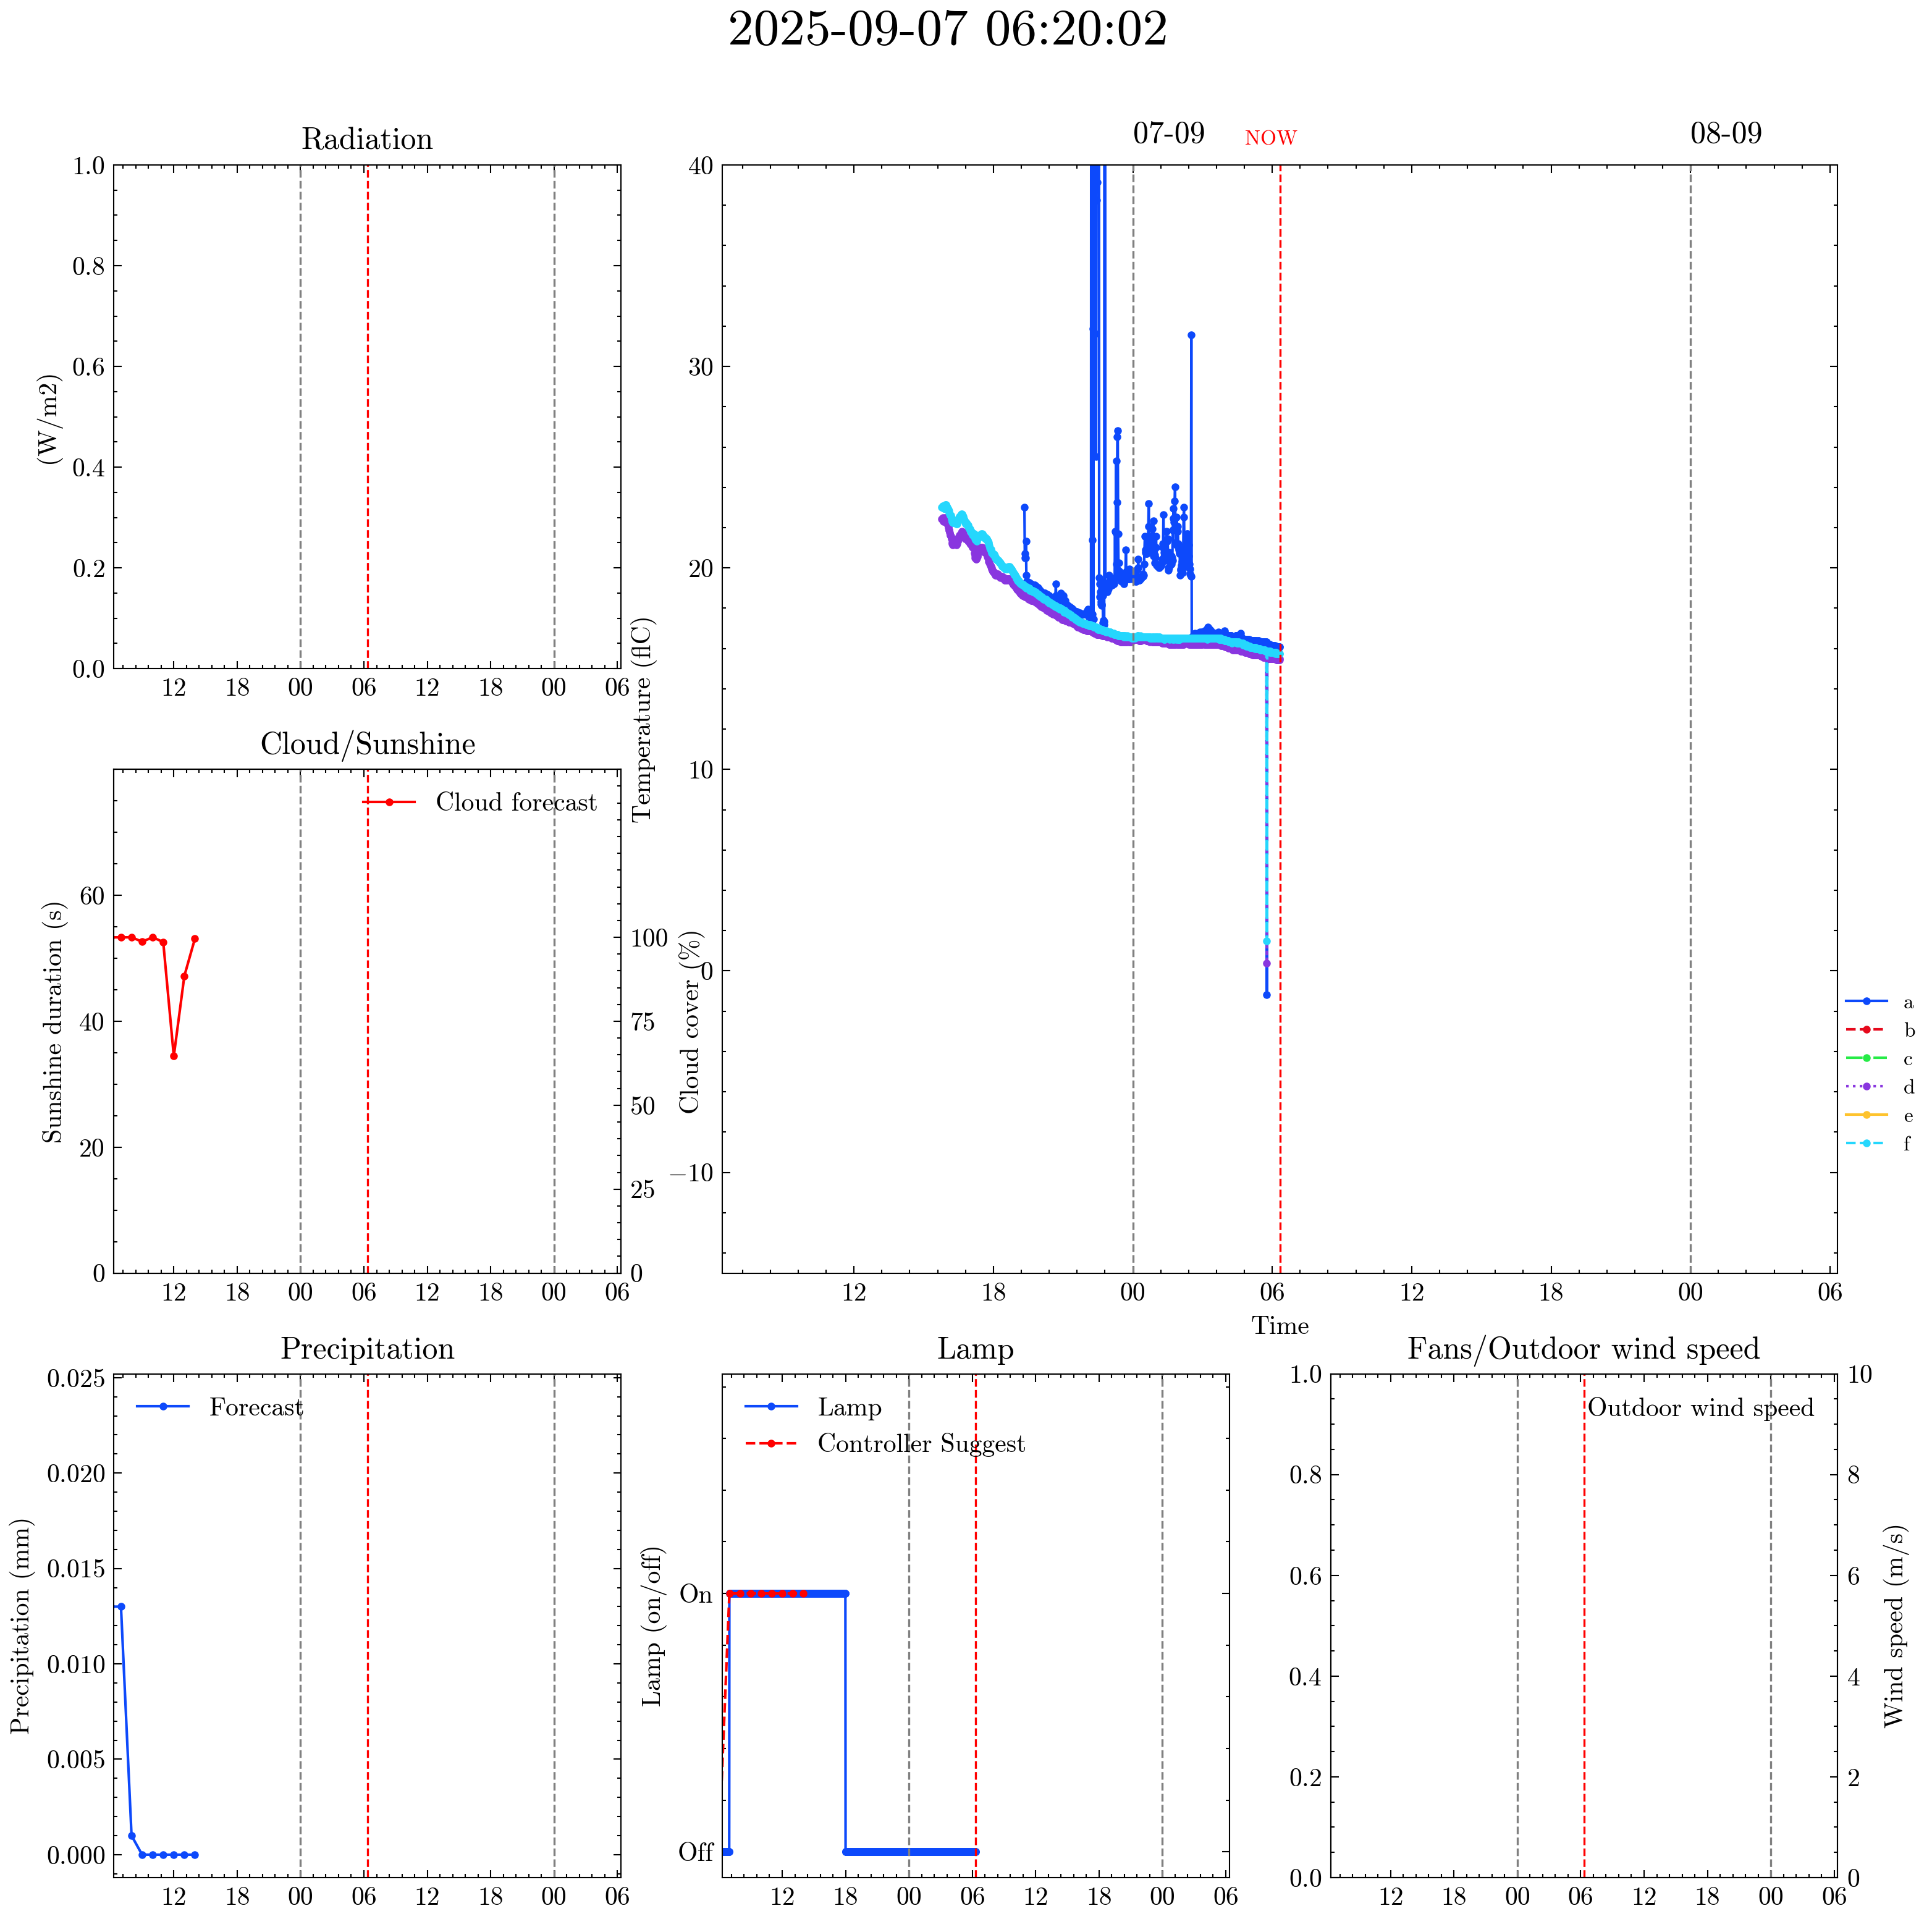 2025-09-07 06:20:02
Radiation
1.0
0.8
0.6
0.4
0.2
0.0
(W/m2)
12 18 00 06 12 18 00 06
07-09 NOW 08-09
40
30
20
10
0
−10
Temperature (flC)
12 18 00 06 12 18 00 06
Time
a
b
c
d
e
f
Cloud/Sunshine
Cloud forecast
60
40
20
0
Sunshine duration (s)
100
75
50
25
0
Cloud cover (%)
12 18 00 06 12 18 00 06
Precipitation
Forecast
0.025
0.020
0.015
0.010
0.005
0.000
Precipitation (mm)
12 18 00 06 12 18 00 06
Lamp
Lamp
Controller Suggest
On
Off
Lamp (on/off)
12 18 00 06 12 18 00 06
Fans/Outdoor wind speed
Outdoor wind speed
1.0
0.8
0.6
0.4
0.2
0.0
10
8
6
4
2
0
Wind speed (m/s)
12 18 00 06 12 18 00 06